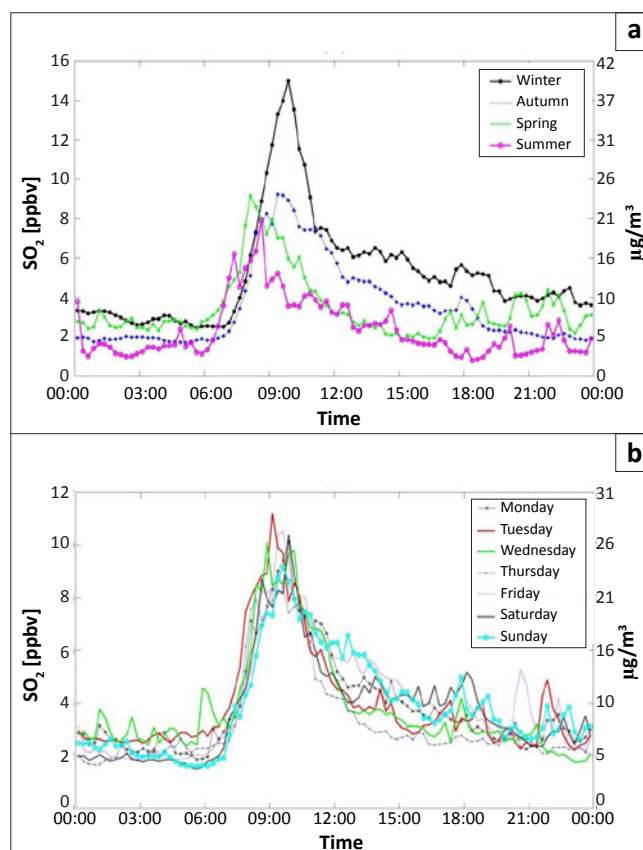 a
16
14
12
10
8
6
4
2
0
SO2 [ppbv]
42
37
31
26
21
16
10
5
0
µg/m³
Winter
Autumn
Spring
Summer
00:00 03:00 06:00 09:00 12:00 15:00 18:00 21:00 00:00
Time
b
12
10
8
6
4
2
0
SO2 [ppbv]
31
26
21
16
10
5
0
µg/m³
Monday
Tuesday
Wednesday
Thursday
Friday
Saturday
Sunday
00:00 03:00 06:00 09:00 12:00 15:00 18:00 21:00 00:00
Time